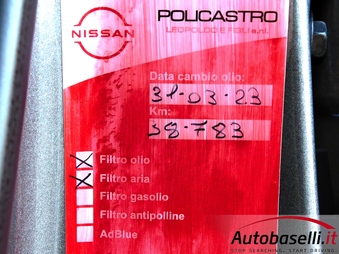 NISSAN
POLICASTRO
LEOPOLDO E FIGLI s.r.l.
Data cambio olio:
31-03-23
Km:
58-783
Filtro olio
Filtro aria
Filtro gasolio
Filtro antipolline
AdBlue
Autobaselli.it
STOP SEARCHING... START DRIVING...